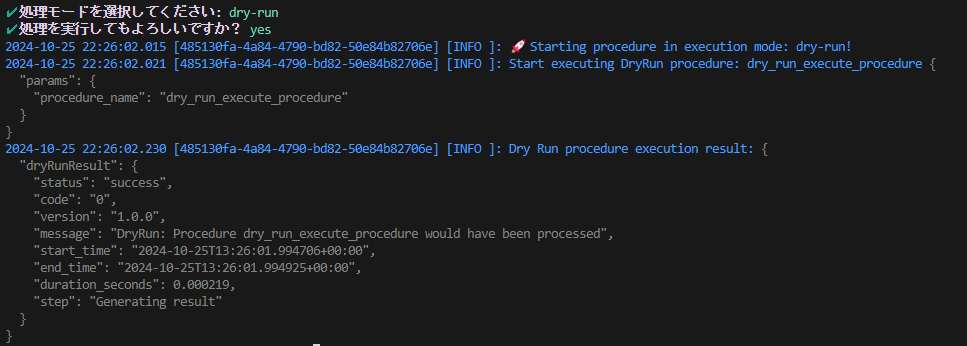 ✔処理モードを選択してください: dry-run
✔処理を実行してもよろしいですか? yes
2024-10-25 22:26:02.015 [485130fa-4a84-4790-bd82-50e84b82706e] [INFO ]: 🚀 Starting procedure in execution mode: dry-run!
2024-10-25 22:26:02.021 [485130fa-4a84-4790-bd82-50e84b82706e] [INFO ]: Start executing DryRun procedure: dry_run_execute_procedure {
  "params": {
    "procedure_name": "dry_run_execute_procedure"
  }
}
2024-10-25 22:26:02.230 [485130fa-4a84-4790-bd82-50e84b82706e] [INFO ]: Dry Run procedure execution result: {
  "dryRunResult": {
    "status": "success",
    "code": "0",
    "version": "1.0.0",
    "message": "DryRun: Procedure dry_run_execute_procedure would have been processed",
    "start_time": "2024-10-25T13:26:01.994706+00:00",
    "end_time": "2024-10-25T13:26:01.994925+00:00",
    "duration_seconds": 0.000219,
    "step": "Generating result"
  }
}